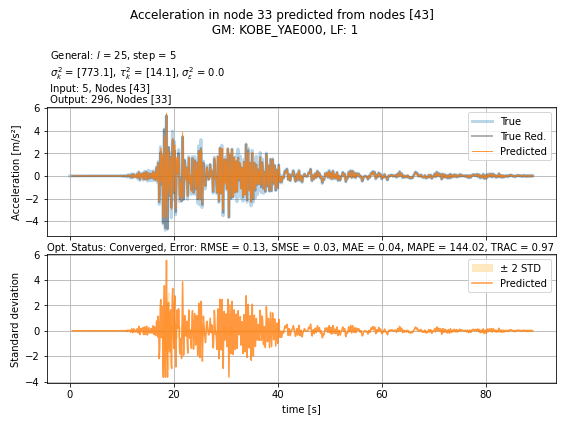 Acceleration in node 33 predicted from nodes [43]
GM: KOBE_YAE000, LF: 1
General: l = 25, step = 5
σ²ₖ = [773.1], τ²ₖ = [14.1], σ²ε = 0.0
Input: 5, Nodes [43]
Output: 296, Nodes [33]
6
4
2
0
−2
−4
Acceleration [m/s²]
True
True Red.
Predicted
Opt. Status: Converged, Error: RMSE = 0.13, SMSE = 0.03, MAE = 0.04, MAPE = 144.02, TRAC = 0.97
6
4
2
0
−2
−4
Standard deviation
± 2 STD
Predicted
0 20 40 60 80
time [s]